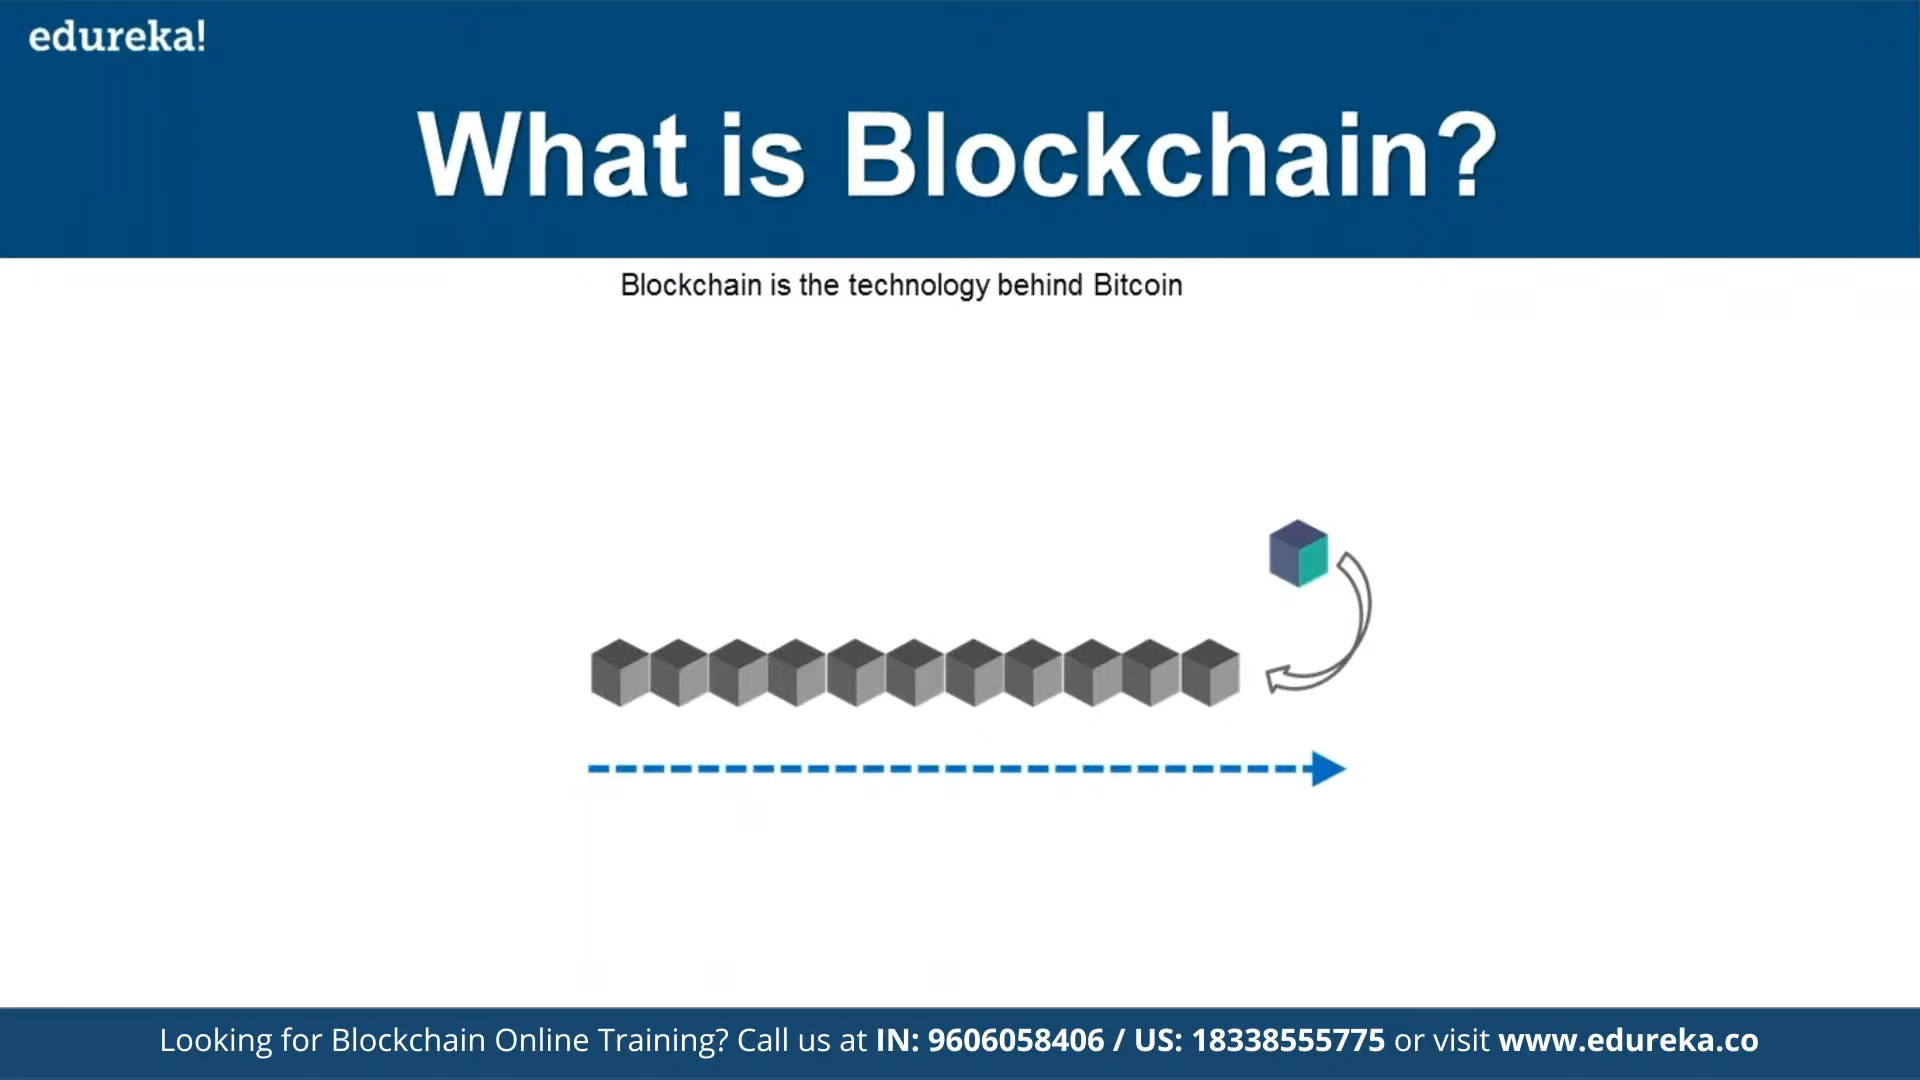 edureka!
What is Blockchain?
Blockchain is the technology behind Bitcoin
Looking for Blockchain Online Training? Call us at IN: 9606058406 / US: 18338555775 or visit www.edureka.co